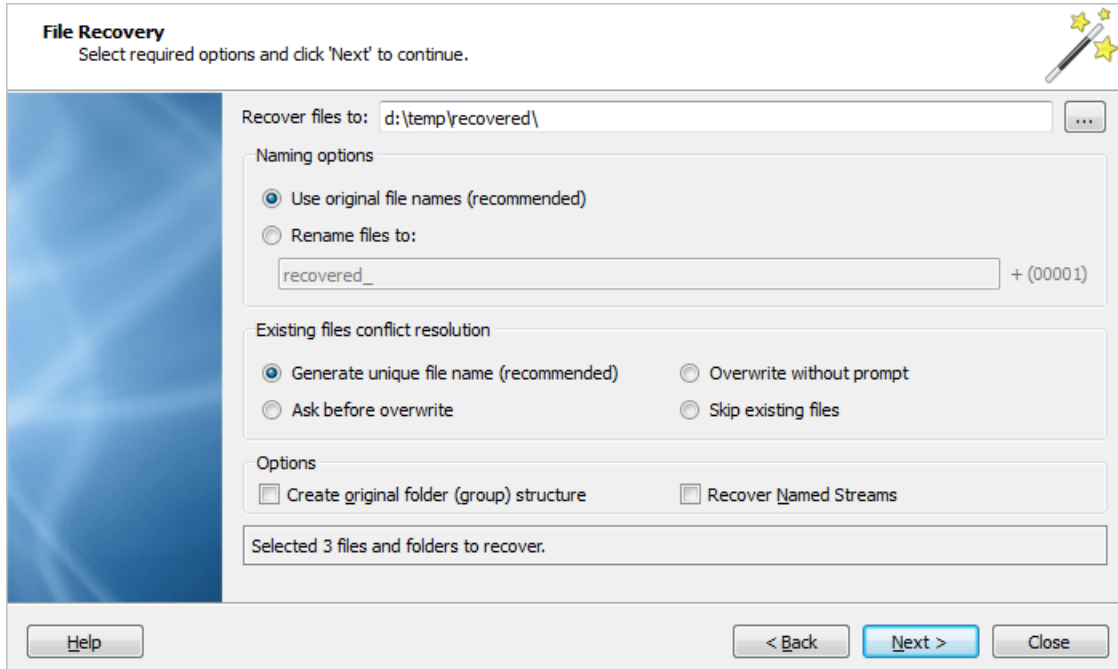 File Recovery
Select required options and click 'Next' to continue.
Recover files to: d:\temp\recovered\ ...
Naming options
Use original file names (recommended)
Rename files to:
recovered_ + (00001)
Existing files conflict resolution
Generate unique file name (recommended) Overwrite without prompt
Ask before overwrite Skip existing files
Options
Create original folder (group) structure Recover Named Streams
Selected 3 files and folders to recover.
Help < Back Next > Close